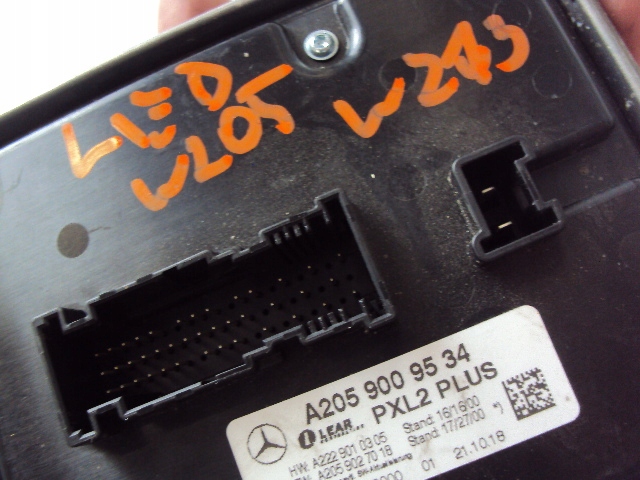 LED
W205
W243
A205 900 95 34
PXL2 PLUS
LEAR
HW: A222 901 03 05
Stand: 16/16/00
A205 902 70 18
Stand: 17/27/00 *)
01 21.10.18